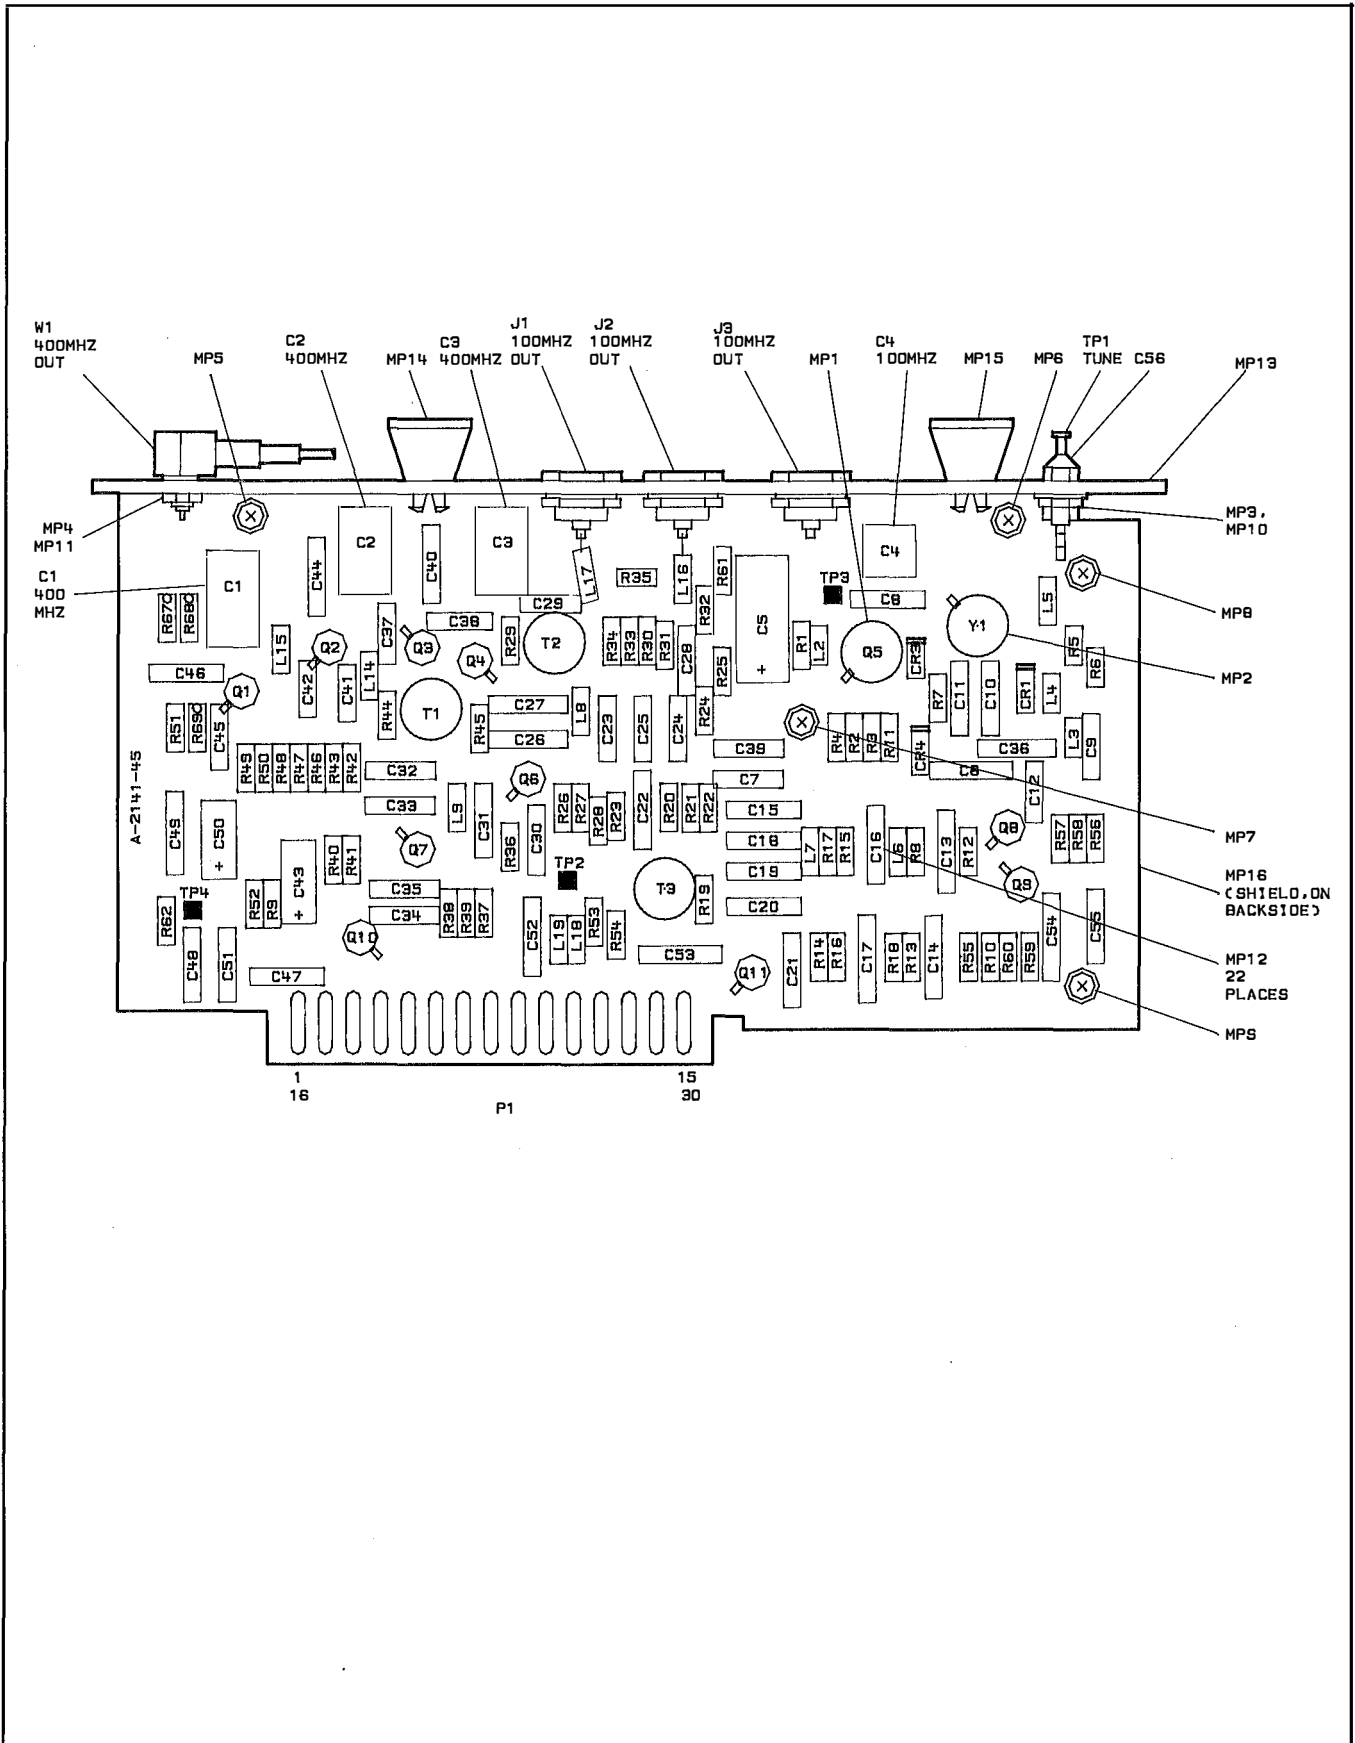 W1
400MHZ
OUT
MP5
C2
400MHZ
MP14
C3
400MHZ
J1
100MHZ
OUT
J2
100MHZ
OUT
J3
100MHZ
OUT
MP1
C4
100MHZ
MP15
MP6
TP1
TUNE
C56
MP13
MP4
MP11
C1
400
MHZ
MP3,
MP10
MP8
MP2
MP7
MP16
(SHIELD,ON
BACKSIDE)
MP12
22
PLACES
MP9
A-2141-45
C1
C2
C44
C40
C3
L17
R35
L16
R61
C4
TP3
C8
L5
R67C
R68C
L15
Q2
C37
Q3
C38
Q4
R29
C29
T2
R34
R33
R30
R31
C28
R32
R25
C5
+
R1
L2
Q5
CR3
Y1
R5
R6
C46
Q1
C42
C41
L14
R44
T1
R45
C27
C26
L8
C23
C25
C24
R24
R7
C11
C10
CR1
L4
R51
R69C
C45
R49
R50
R48
R47
R46
R43
R42
C32
C39
R4
R2
R3
R11
CR4
C36
L3
C9
C33
L9
C31
Q6
R26
R27
R28
R23
C22
R20
R21
R22
C7
C6
C12
C49
C50
+
Q7
R36
C30
C15
C18
C19
C20
L7
R17
R15
C16
L6
R8
C13
R12
Q8
R57
R58
R56
R40
R41
C43
+
C35
C34
TP2
T3
R19
Q9
TP4
R62
R52
R9
Q10
R38
R39
R37
C52
L19
L18
R53
R54
C53
C54
C55
C48
C51
C47
Q11
C21
R14
R16
C17
R18
R13
C14
R55
R10
R60
R59
1
16
15
30
P1